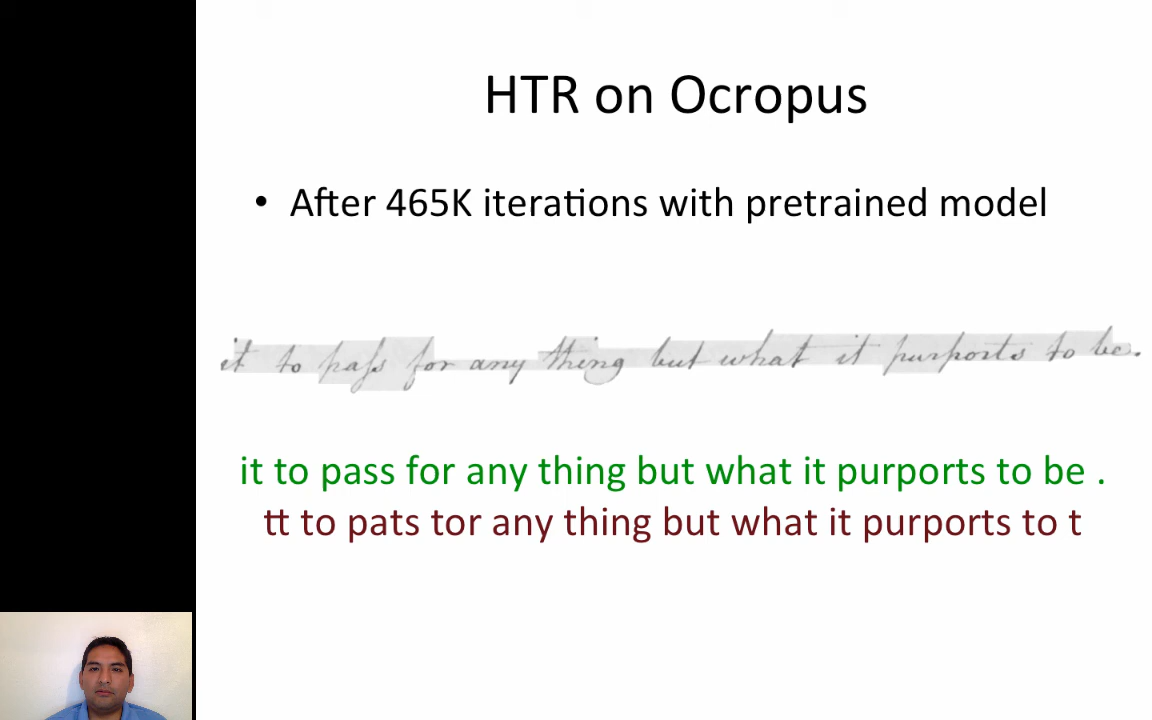 HTR on Ocropus
• After 465K iterations with pretrained model
it to paſs for any thing but what it purports to be.
it to pass for any thing but what it purports to be .
tt to pats tor any thing but what it purports to t